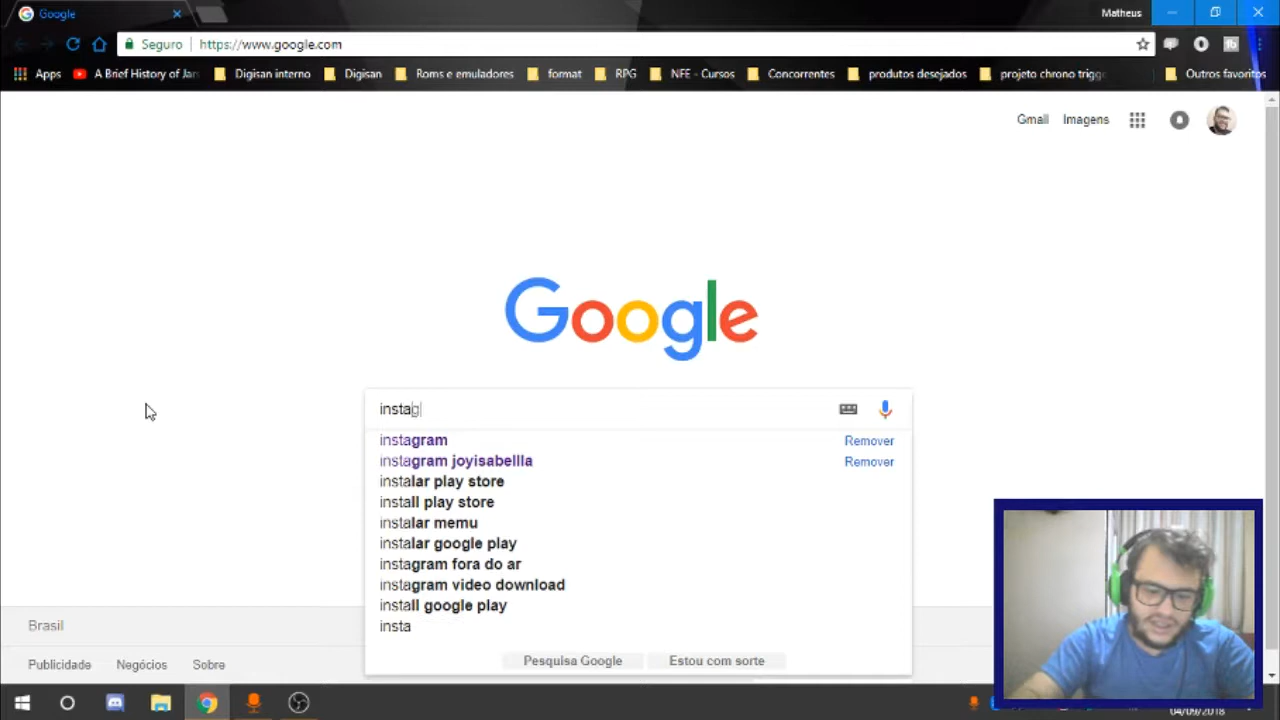 Google
Matheus
Seguro
https://www.google.com
Apps
A Brief History of Jar
Digisan interno
Digisan
Roms e emuladores
format
RPG
NFE - Cursos
Concorrentes
produtos desejados
projeto chrono trigg
Outros favoritos
Gmail
Imagens
Google
instag
instagram
Remover
instagram joyisabellla
Remover
instalar play store
install play store
instalar memu
instalar google play
instagram fora do ar
instagram video download
install google play
insta
Pesquisa Google
Estou com sorte
Brasil
Publicidade
Negócios
Sobre
04/09/2018